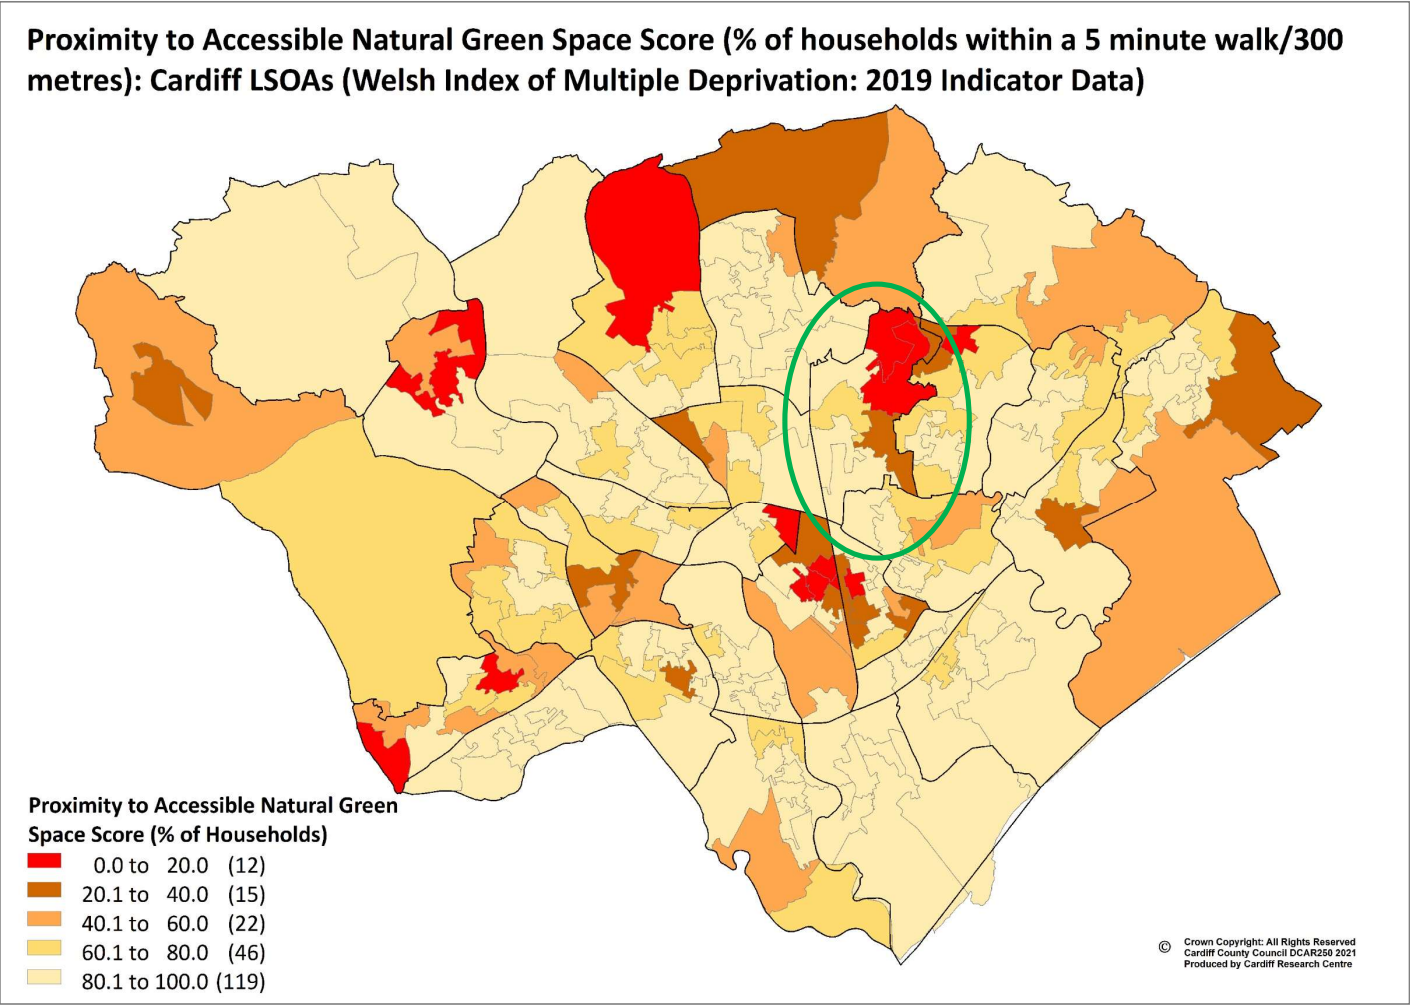 Proximity to Accessible Natural Green Space Score (% of households within a 5 minute walk/300
metres): Cardiff LSOAs (Welsh Index of Multiple Deprivation: 2019 Indicator Data)
Proximity to Accessible Natural Green
Space Score (% of Households)
0.0 to 20.0 (12)
20.1 to 40.0 (15)
40.1 to 60.0 (22)
60.1 to 80.0 (46)
80.1 to 100.0 (119)
© Crown Copyright: All Rights Reserved
Cardiff County Council DCAR250 2021
Produced by Cardiff Research Centre